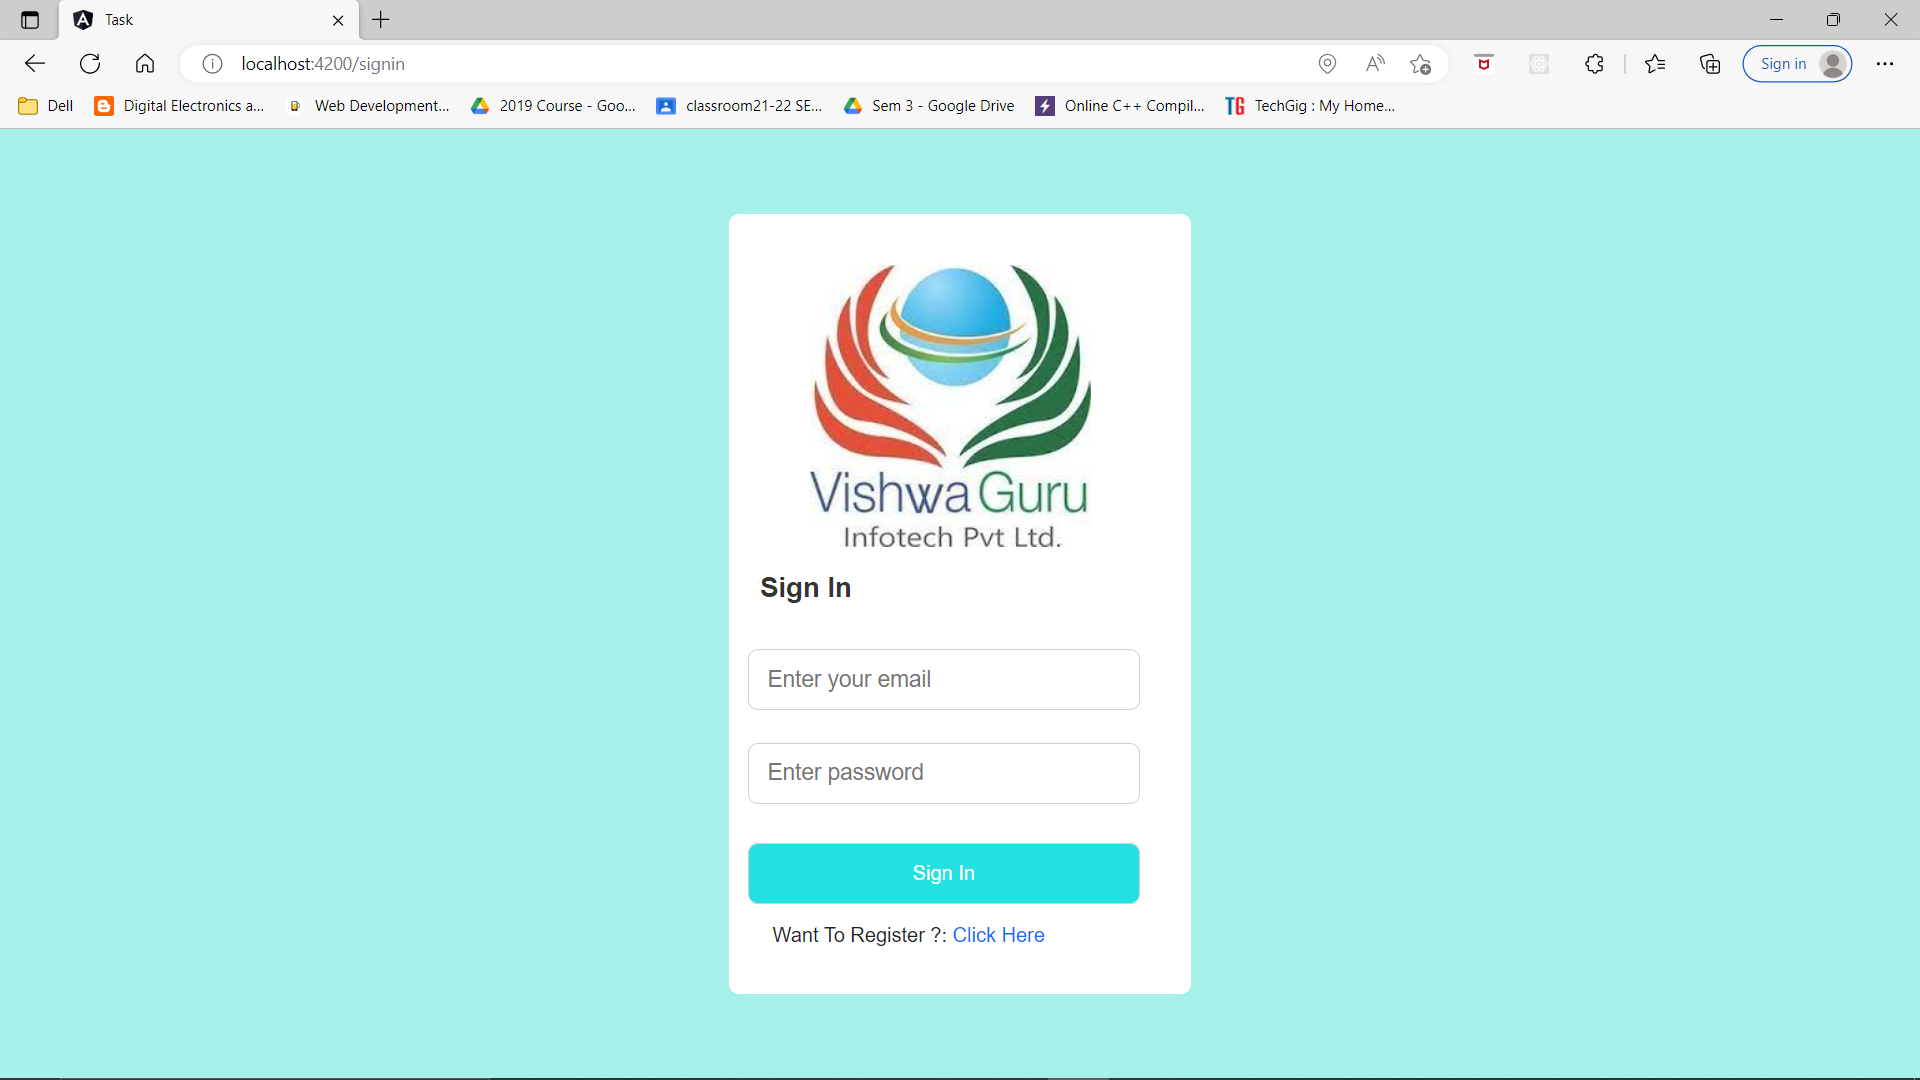 Task
localhost:4200/signin
Sign in
Dell
Digital Electronics a...
Web Development...
2019 Course - Goo...
classroom21-22 SE...
Sem 3 - Google Drive
Online C++ Compil...
TG TechGig : My Home...
Vishwa Guru
Infotech Pvt Ltd.
Sign In
Enter your email
Enter password
Sign In
Want To Register ?: Click Here